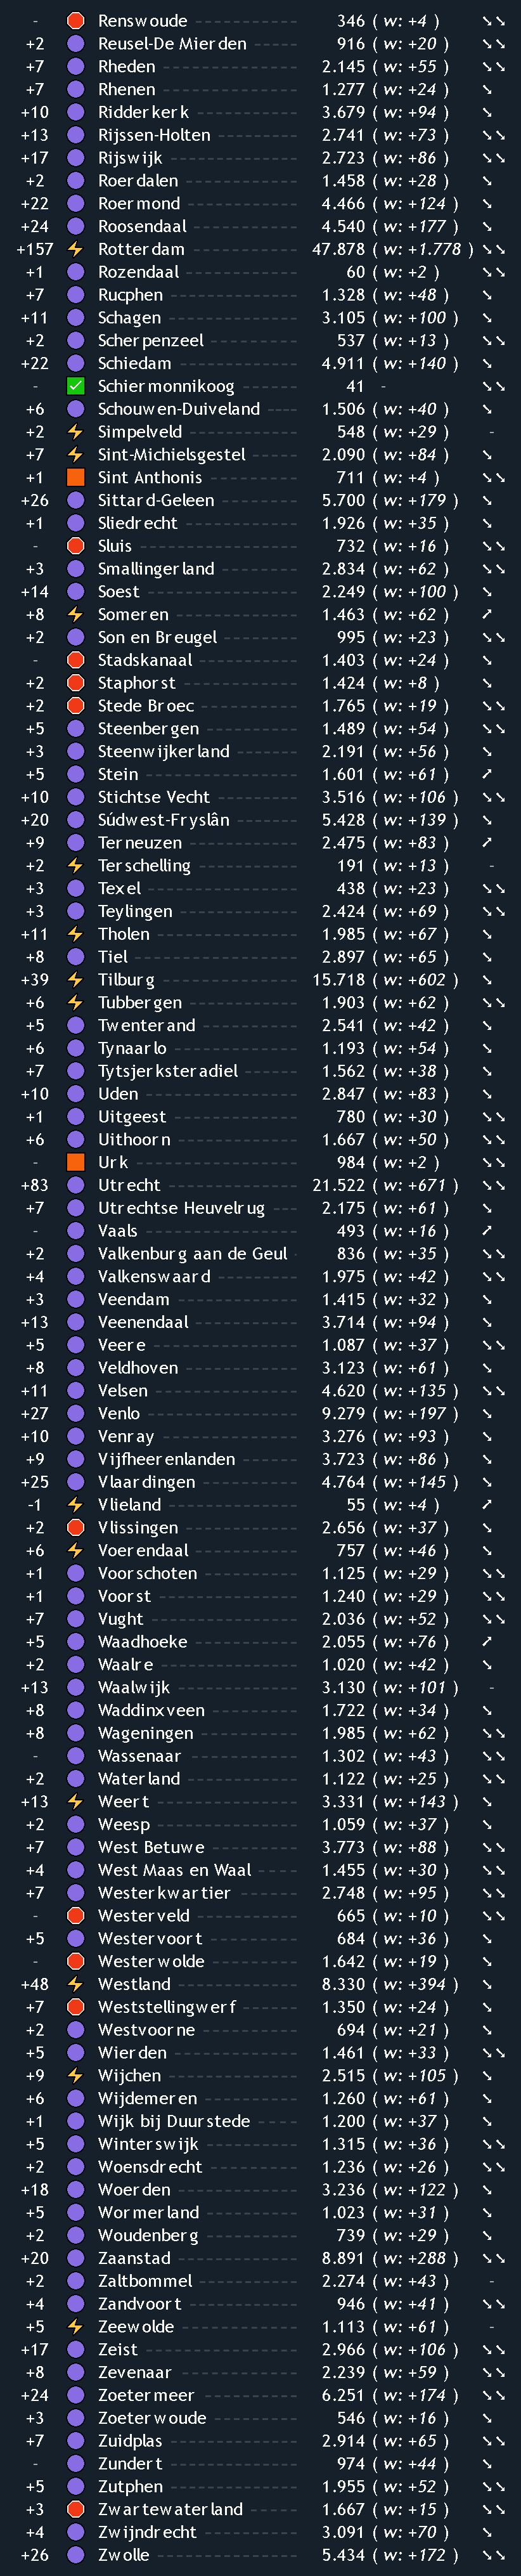 - Renswoude 346 ( w: +4 )
+2 Reusel-De Mierden 916 ( w: +20 )
+7 Rheden 2.145 ( w: +55 )
+7 Rhenen 1.277 ( w: +24 )
+10 Ridderkerk 3.679 ( w: +94 )
+13 Rijssen-Holten 2.741 ( w: +73 )
+17 Rijswijk 2.723 ( w: +86 )
+2 Roerdalen 1.458 ( w: +28 )
+22 Roermond 4.466 ( w: +124 )
+24 Roosendaal 4.540 ( w: +177 )
+157 Rotterdam 47.878 ( w: +1.778 )
+1 Rozendaal 60 ( w: +2 )
+7 Rucphen 1.328 ( w: +48 )
+11 Schagen 3.105 ( w: +100 )
+2 Scherpenzeel 537 ( w: +13 )
+22 Schiedam 4.911 ( w: +140 )
- Schiermonnikoog 41 -
+6 Schouwen-Duiveland 1.506 ( w: +40 )
+2 Simpelveld 548 ( w: +29 ) -
+7 Sint-Michielsgestel 2.090 ( w: +84 )
+1 Sint Anthonis 711 ( w: +4 )
+26 Sittard-Geleen 5.700 ( w: +179 )
+1 Sliedrecht 1.926 ( w: +35 )
- Sluis 732 ( w: +16 )
+3 Smallingerland 2.834 ( w: +62 )
+14 Soest 2.249 ( w: +100 )
+8 Someren 1.463 ( w: +62 )
+2 Son en Breugel 995 ( w: +23 )
- Stadskanaal 1.403 ( w: +24 )
+2 Staphorst 1.424 ( w: +8 )
+2 Stede Broec 1.765 ( w: +19 )
+5 Steenbergen 1.489 ( w: +54 )
+3 Steenwijkerland 2.191 ( w: +56 )
+5 Stein 1.601 ( w: +61 )
+10 Stichtse Vecht 3.516 ( w: +106 )
+20 Súdwest-Fryslân 5.428 ( w: +139 )
+9 Terneuzen 2.475 ( w: +83 )
+2 Terschelling 191 ( w: +13 ) -
+3 Texel 438 ( w: +23 )
+3 Teylingen 2.424 ( w: +69 )
+11 Tholen 1.985 ( w: +67 )
+8 Tiel 2.897 ( w: +65 )
+39 Tilburg 15.718 ( w: +602 )
+6 Tubbergen 1.903 ( w: +62 )
+5 Twenterand 2.541 ( w: +42 )
+6 Tynaarlo 1.193 ( w: +54 )
+7 Tytsjerksteradiel 1.562 ( w: +38 )
+10 Uden 2.847 ( w: +83 )
+1 Uitgeest 780 ( w: +30 )
+6 Uithoorn 1.667 ( w: +50 )
- Urk 984 ( w: +2 )
+83 Utrecht 21.522 ( w: +671 )
+7 Utrechtse Heuvelrug 2.175 ( w: +61 )
- Vaals 493 ( w: +16 )
+2 Valkenburg aan de Geul 836 ( w: +35 )
+4 Valkenswaard 1.975 ( w: +42 )
+3 Veendam 1.415 ( w: +32 )
+13 Veenendaal 3.714 ( w: +94 )
+5 Veere 1.087 ( w: +37 )
+8 Veldhoven 3.123 ( w: +61 )
+11 Velsen 4.620 ( w: +135 )
+27 Venlo 9.279 ( w: +197 )
+10 Venray 3.276 ( w: +93 )
+9 Vijfheerenlanden 3.723 ( w: +86 )
+25 Vlaardingen 4.764 ( w: +145 )
-1 Vlieland 55 ( w: +4 )
+2 Vlissingen 2.656 ( w: +37 )
+6 Voerendaal 757 ( w: +46 )
+1 Voorschoten 1.125 ( w: +29 )
+1 Voorst 1.240 ( w: +29 )
+7 Vught 2.036 ( w: +52 )
+5 Waadhoeke 2.055 ( w: +76 )
+2 Waalre 1.020 ( w: +42 )
+13 Waalwijk 3.130 ( w: +101 ) -
+8 Waddinxveen 1.722 ( w: +34 )
+8 Wageningen 1.985 ( w: +62 )
- Wassenaar 1.302 ( w: +43 )
+2 Waterland 1.122 ( w: +25 )
+13 Weert 3.331 ( w: +143 )
+2 Weesp 1.059 ( w: +37 )
+7 West Betuwe 3.773 ( w: +88 )
+4 West Maas en Waal 1.455 ( w: +30 )
+7 Westerkwartier 2.748 ( w: +95 )
- Westerveld 665 ( w: +10 )
+5 Westervoort 684 ( w: +36 )
- Westerwolde 1.642 ( w: +19 )
+48 Westland 8.330 ( w: +394 )
+7 Weststellingwerf 1.350 ( w: +24 )
+2 Westvoorne 694 ( w: +21 )
+5 Wierden 1.461 ( w: +33 )
+9 Wijchen 2.515 ( w: +105 )
+6 Wijdemeren 1.260 ( w: +61 )
+1 Wijk bij Duurstede 1.200 ( w: +37 )
+5 Winterswijk 1.315 ( w: +36 )
+2 Woensdrecht 1.236 ( w: +26 )
+18 Woerden 3.236 ( w: +122 )
+5 Wormerland 1.023 ( w: +31 )
+2 Woudenberg 739 ( w: +29 )
+20 Zaanstad 8.891 ( w: +288 )
+2 Zaltbommel 2.274 ( w: +43 ) -
+4 Zandvoort 946 ( w: +41 )
+5 Zeewolde 1.113 ( w: +61 ) -
+17 Zeist 2.966 ( w: +106 )
+8 Zevenaar 2.239 ( w: +59 )
+24 Zoetermeer 6.251 ( w: +174 )
+3 Zoeterwoude 546 ( w: +16 )
+7 Zuidplas 2.914 ( w: +65 )
- Zundert 974 ( w: +44 )
+5 Zutphen 1.955 ( w: +52 )
+3 Zwartewaterland 1.667 ( w: +15 )
+4 Zwijndrecht 3.091 ( w: +70 )
+26 Zwolle 5.434 ( w: +172 )